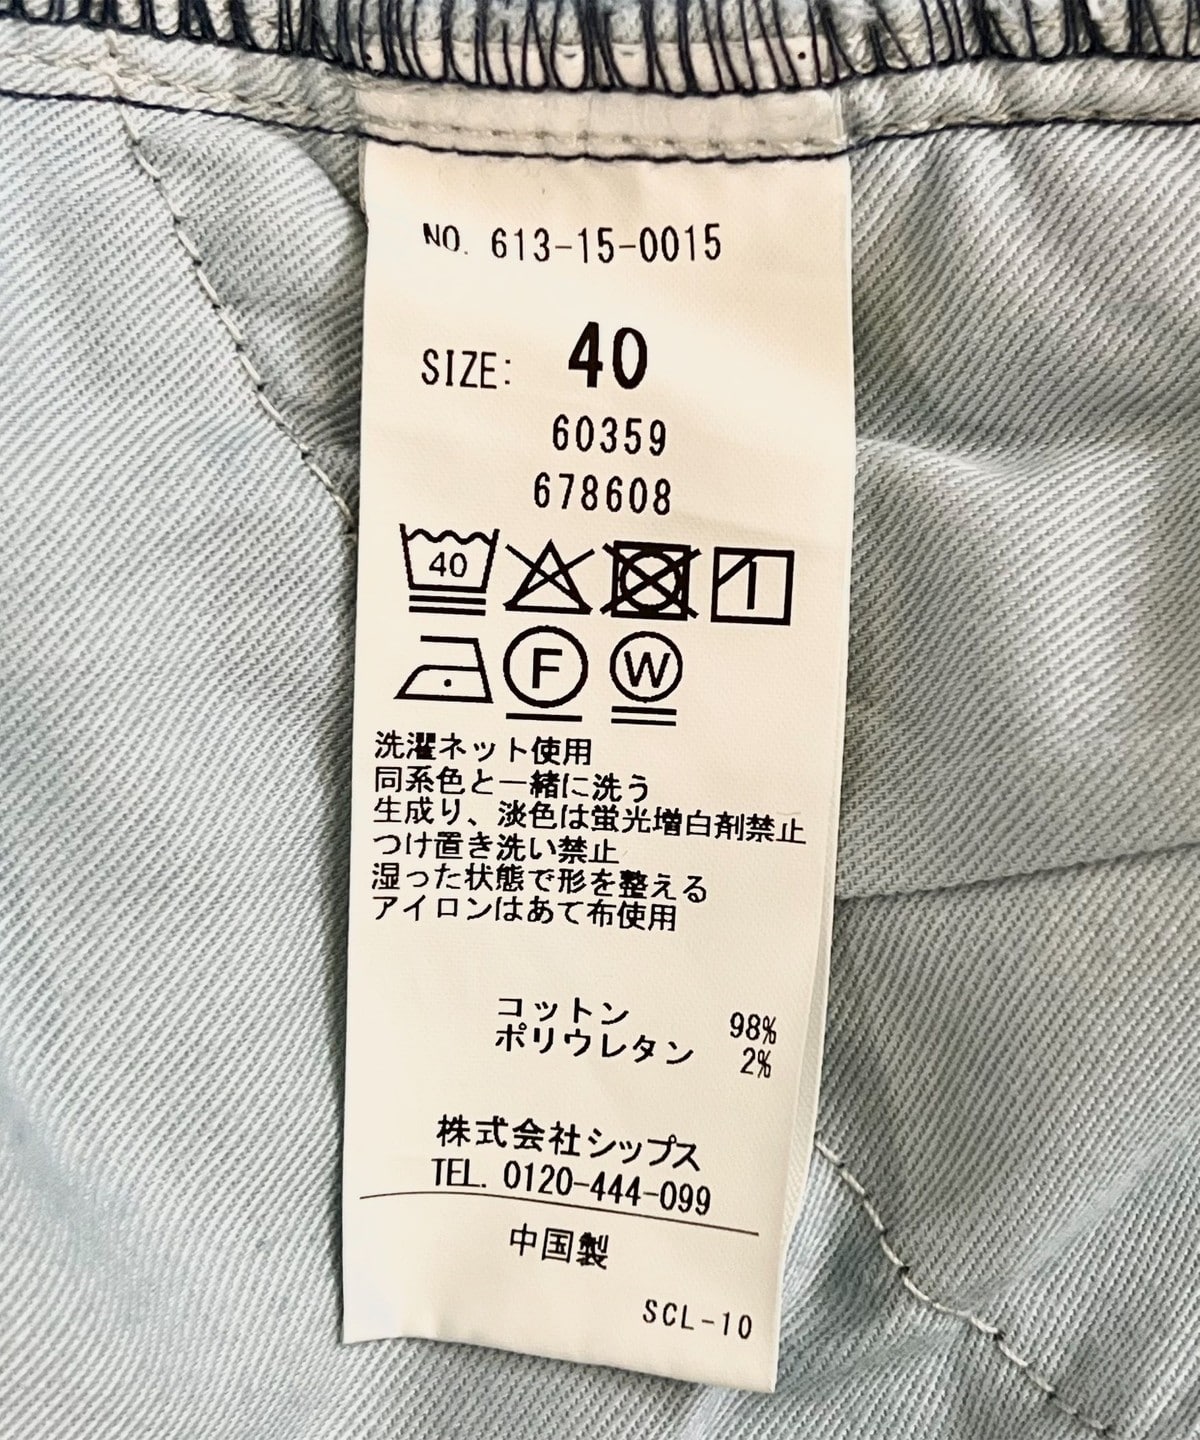 NO. 613-15-0015
SIZE: 40
60359
678608
40
F W
洗濯ネット使用
同系色と一緒に洗う
生成り、淡色は蛍光増白剤禁止
つけ置き洗い禁止
湿った状態で形を整える
アイロンはあて布使用
コットン 98%
ポリウレタン 2%
株式会社シップス
TEL. 0120-444-099
中国製
SCL-10